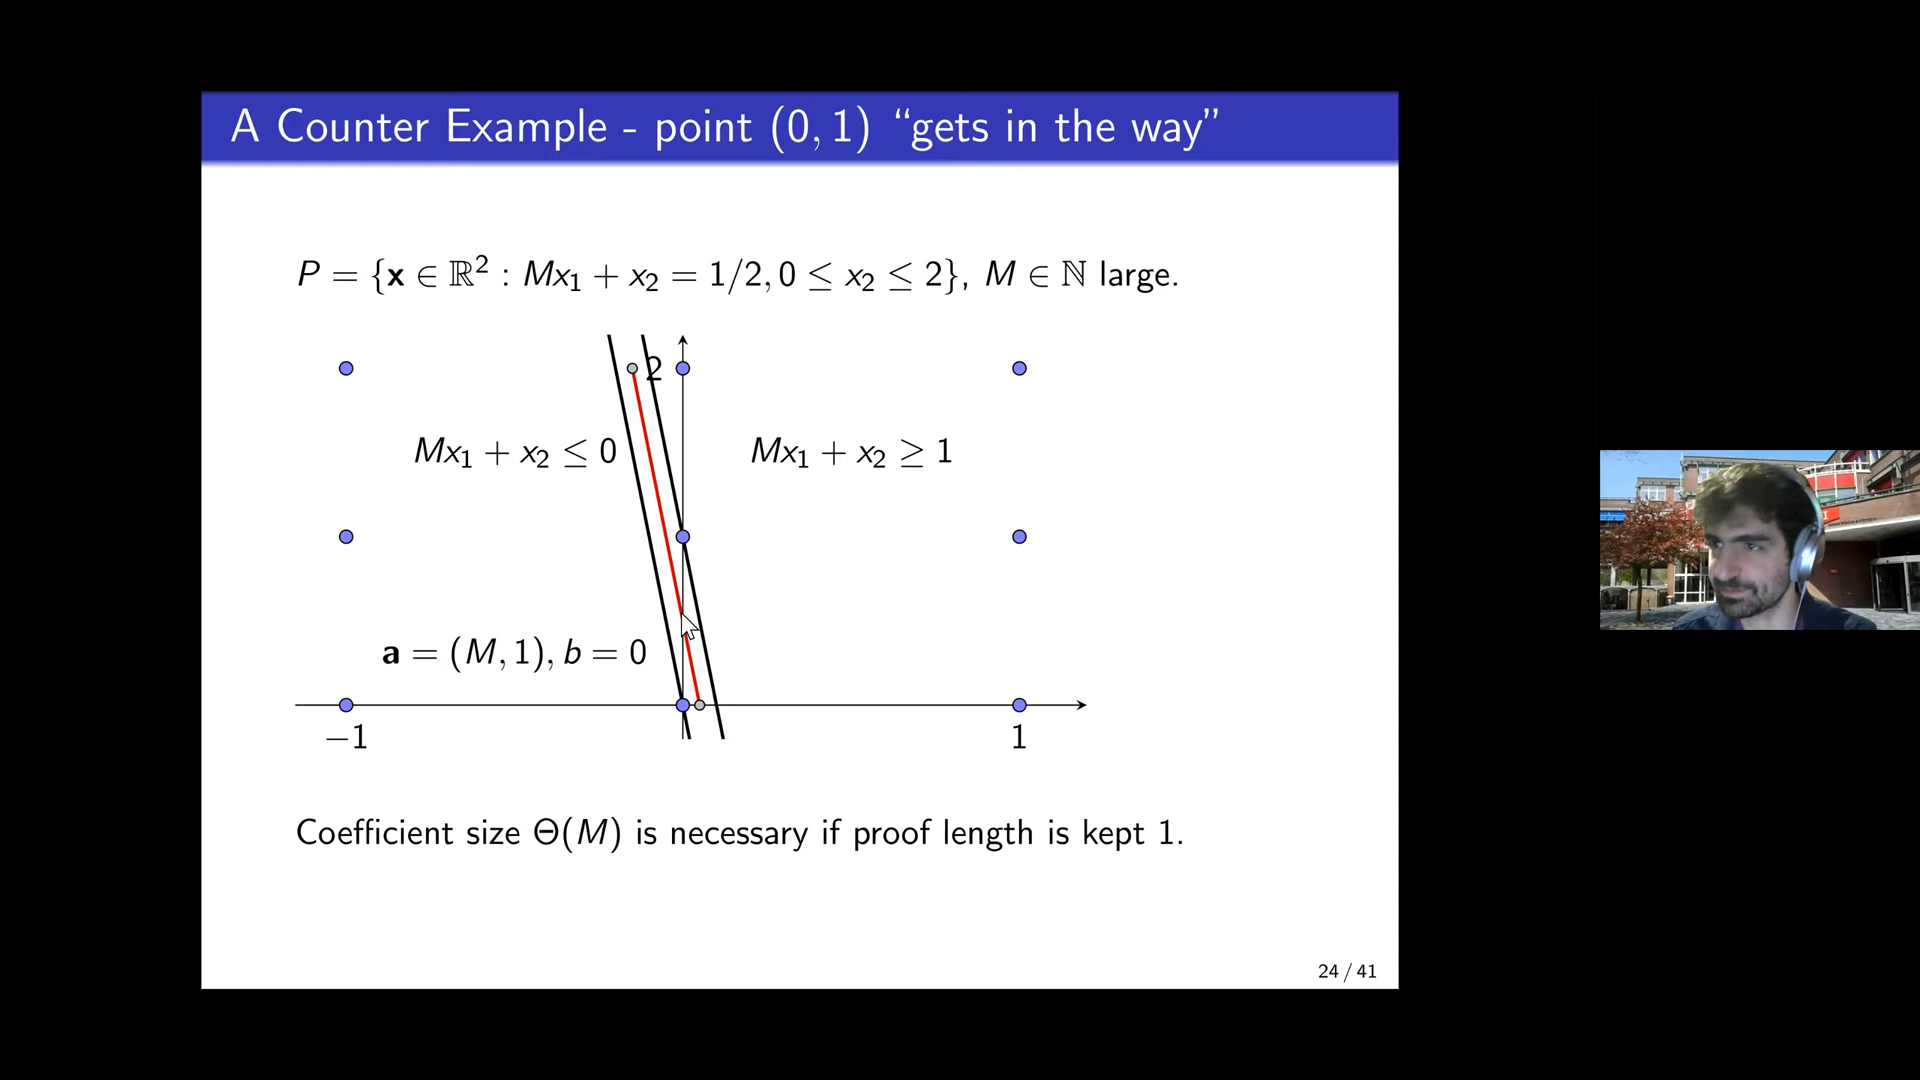 A Counter Example - point (0, 1) “gets in the way”
P = {x ∈ ℝ² : Mx₁ + x₂ = 1/2, 0 ≤ x₂ ≤ 2}, M ∈ ℕ large.
2
Mx₁ + x₂ ≤ 0
Mx₁ + x₂ ≥ 1
a = (M, 1), b = 0
−1
1
Coefficient size Θ(M) is necessary if proof length is kept 1.
24 / 41